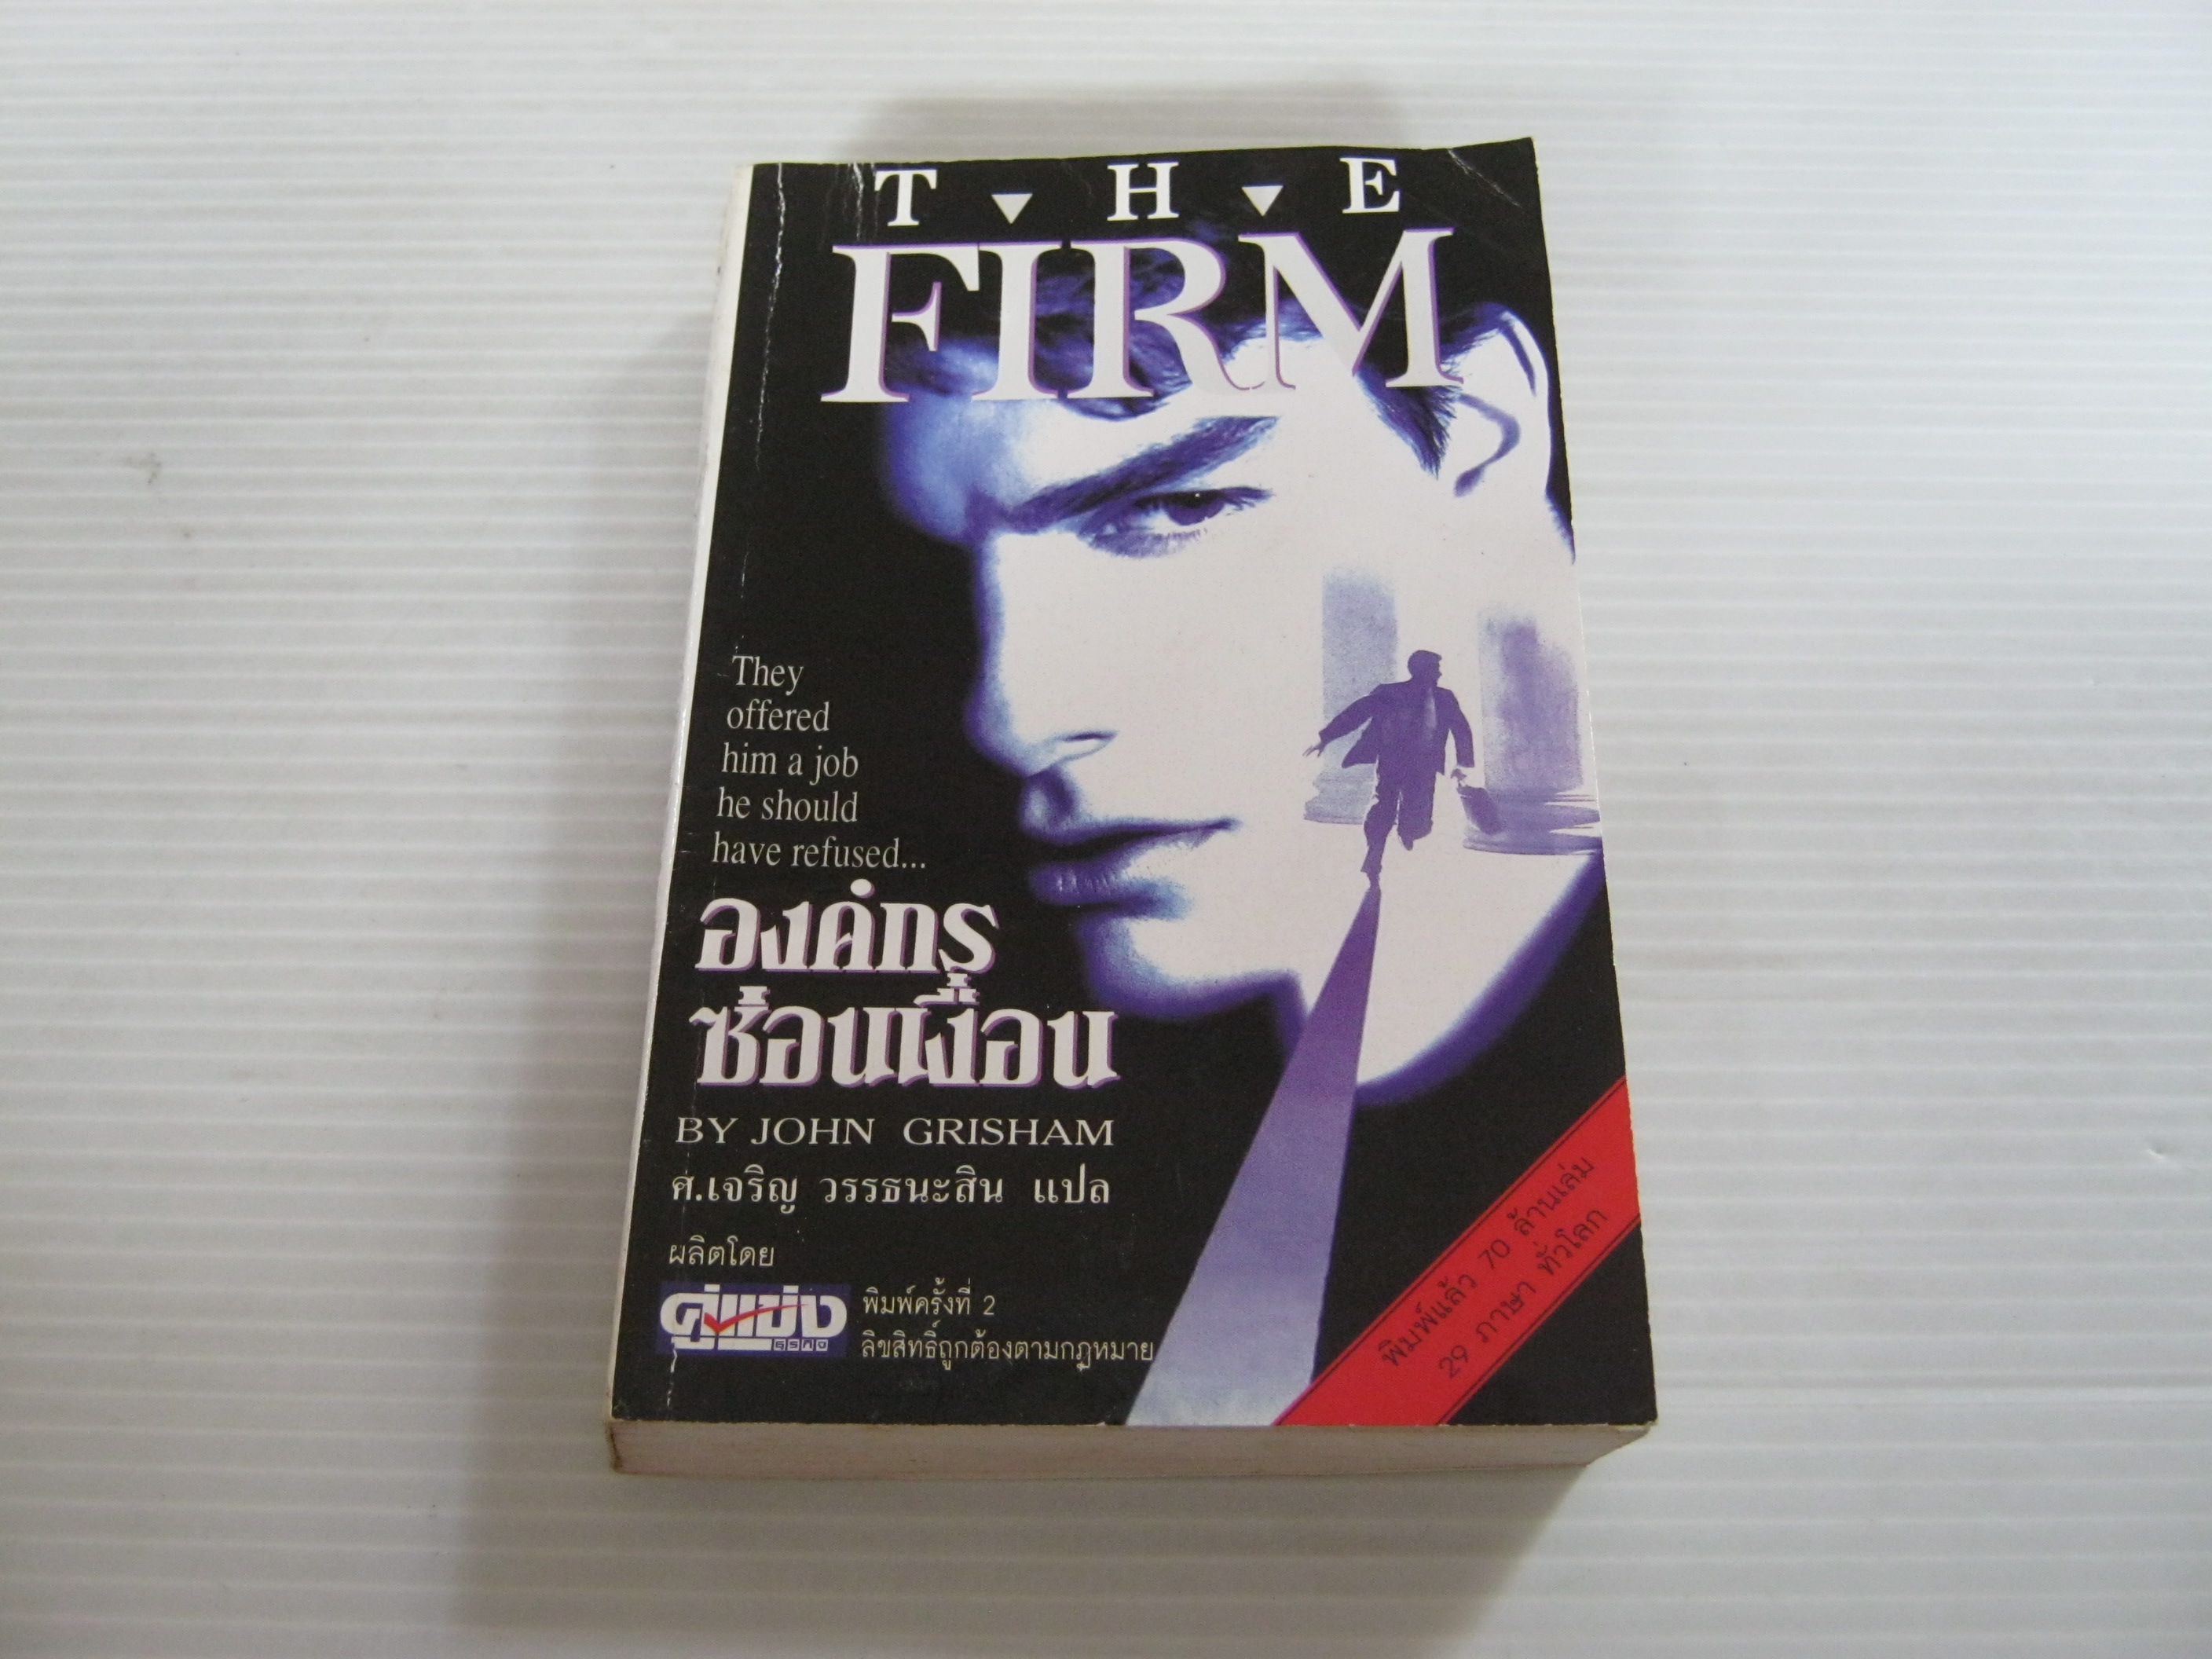 T H E
FIRM
They
offered
him a job
he should
have refused...
องค์กร
ซ่อนเงื่อน
BY JOHN GRISHAM
ศ.เจริญ วรรธนะสิน แปล
ผลิตโดย
คู่แข่ง
ธุรกิจ
พิมพ์ครั้งที่ 2
ลิขสิทธิ์ถูกต้องตามกฎหมาย
พิมพ์แล้ว 70 ล้านเล่ม
29 ภาษา ทั่วโลก